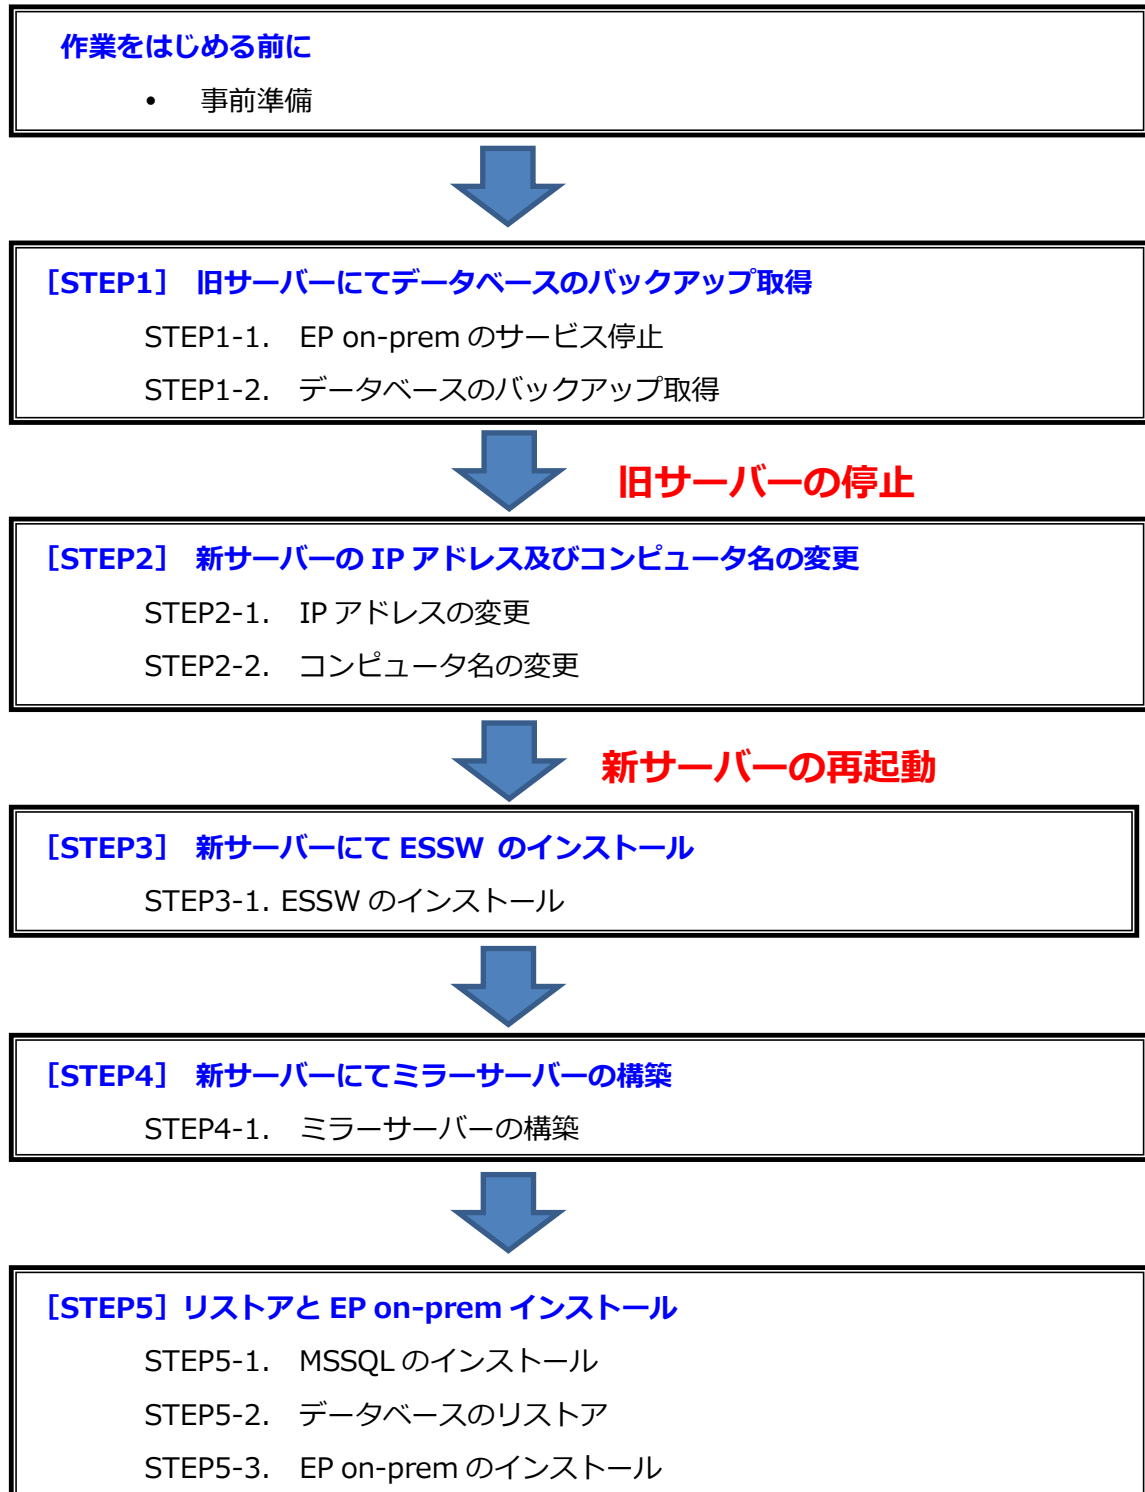 作業をはじめる前に
• 事前準備
［STEP1］ 旧サーバーにてデータベースのバックアップ取得
STEP1-1. EP on-prem のサービス停止
STEP1-2. データベースのバックアップ取得
旧サーバーの停止
［STEP2］ 新サーバーの IP アドレス及びコンピュータ名の変更
STEP2-1. IP アドレスの変更
STEP2-2. コンピュータ名の変更
新サーバーの再起動
［STEP3］ 新サーバーにて ESSW のインストール
STEP3-1. ESSW のインストール
［STEP4］ 新サーバーにてミラーサーバーの構築
STEP4-1. ミラーサーバーの構築
［STEP5］リストアと EP on-prem インストール
STEP5-1. MSSQL のインストール
STEP5-2. データベースのリストア
STEP5-3. EP on-prem のインストール